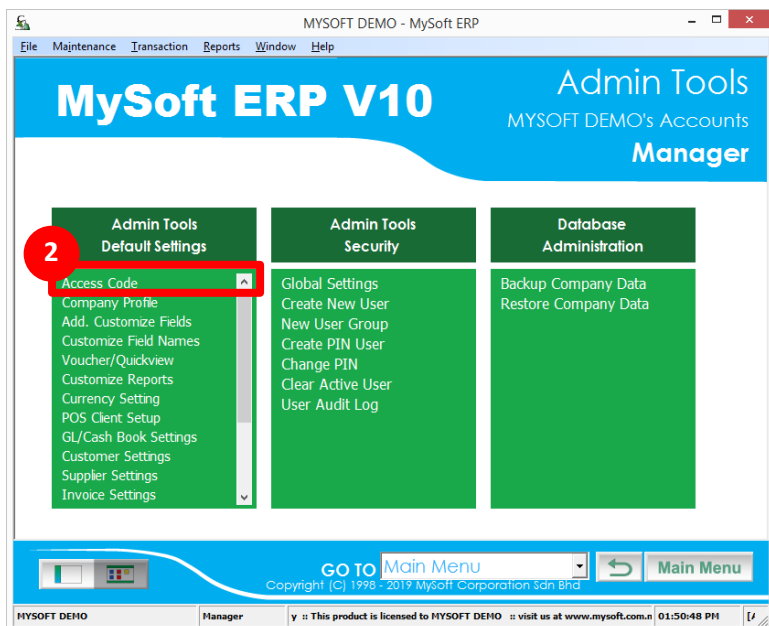 MYSOFT DEMO - MySoft ERP
File Maintenance Transaction Reports Window Help
MySoft ERP V10
Admin Tools
MYSOFT DEMO's Accounts
Manager
Admin Tools
Default Settings
2
Access Code
Company Profile
Add. Customize Fields
Customize Field Names
Voucher/Quickview
Customize Reports
Currency Setting
POS Client Setup
GL/Cash Book Settings
Customer Settings
Supplier Settings
Invoice Settings
Admin Tools
Security
Global Settings
Create New User
New User Group
Create PIN User
Change PIN
Clear Active User
User Audit Log
Database
Administration
Backup Company Data
Restore Company Data
GO TO Main Menu
Main Menu
Copyright (C) 1998 - 2019 MySoft Corporation Sdn Bhd
MYSOFT DEMO Manager y :: This product is licensed to MYSOFT DEMO :: visit us at www.mysoft.com.n 01:50:48 PM